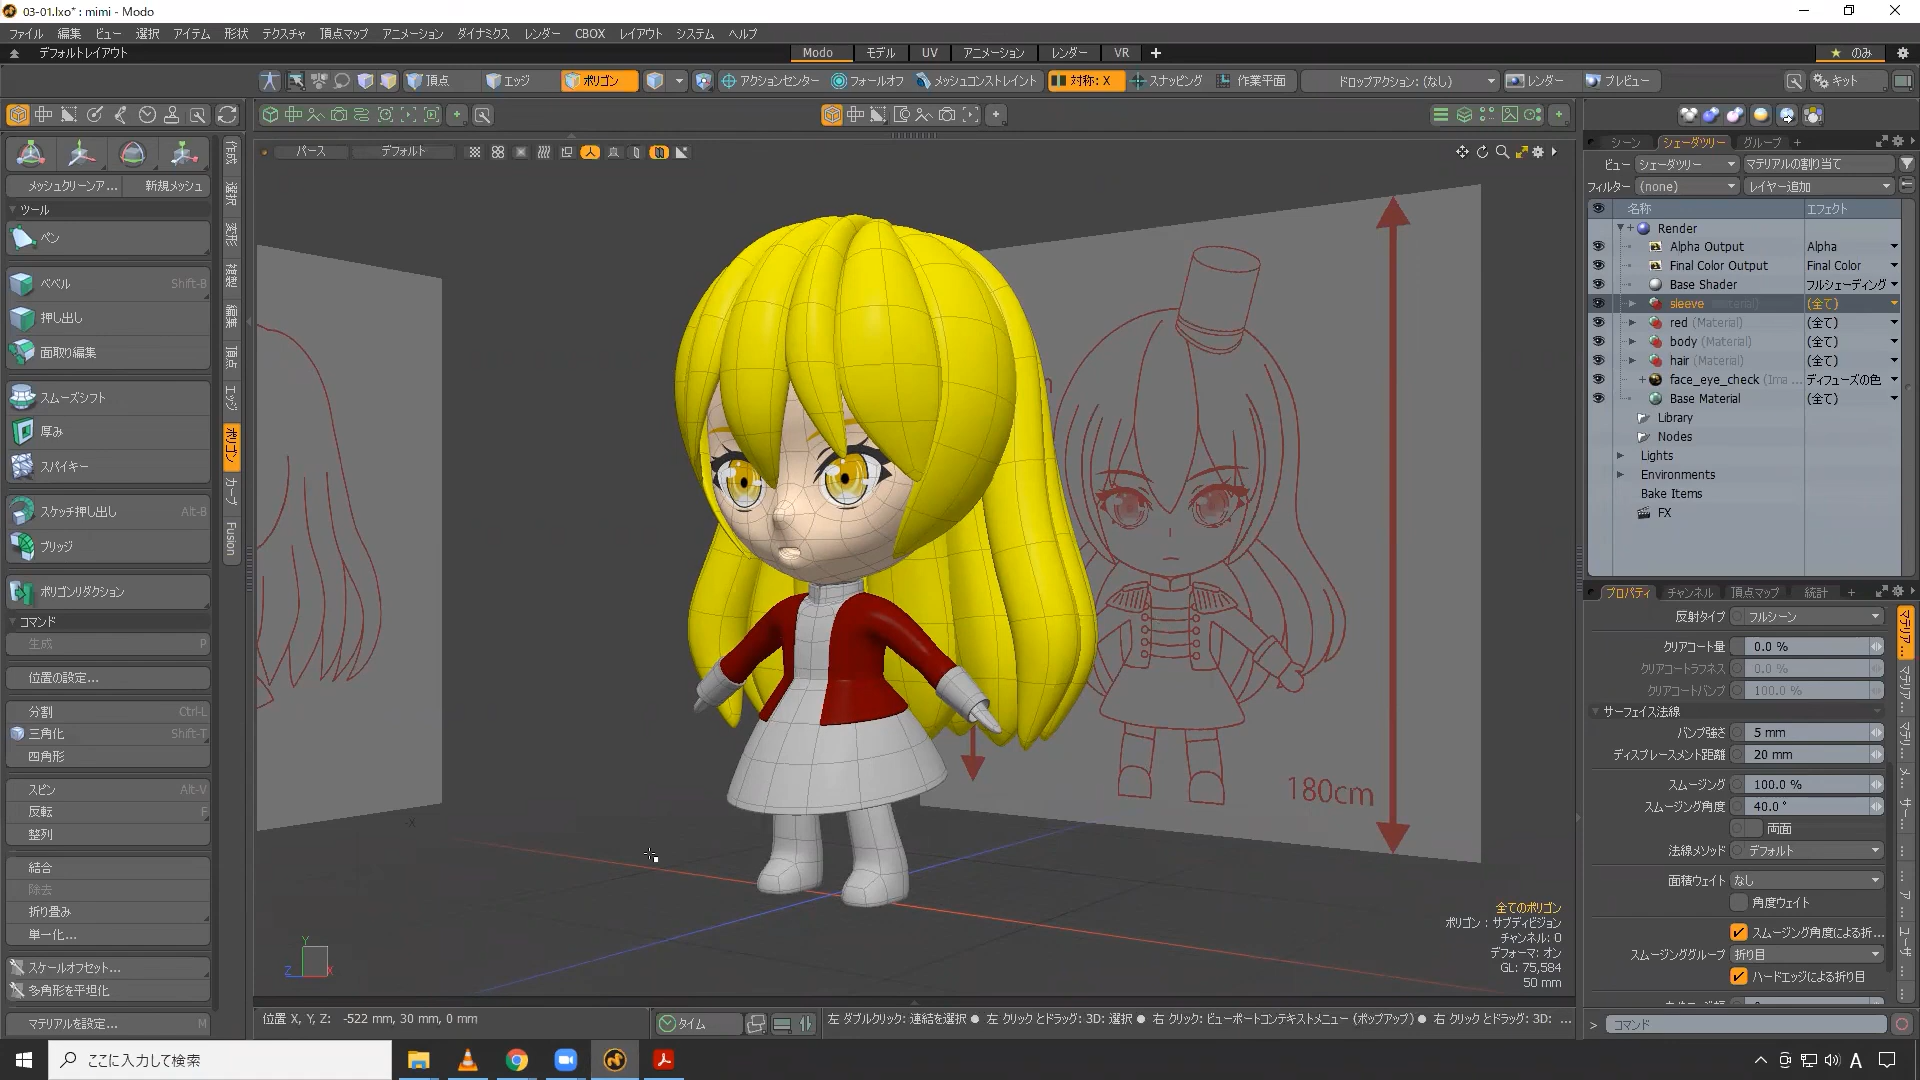 03-01.lxo* : mimi - Modo
ファイル 編集 ビュー 選択 アイテム 形状 テクスチャ 頂点マップ アニメーション ダイナミクス レンダー CBOX レイアウト システム ヘルプ
デフォルトレイアウト
Modo モデル UV アニメーション レンダー VR
のみ
頂点 エッジ ポリゴン アクションセンター フォールオフ メッシュコンストレイント 対称: X スナッピング 作業平面 ドロップアクション: (なし) レンダー プレビュー キット
メッシュクリーンア... 新規メッシュ
ツール
ペン
ベベル Shift-B
押し出し
面取り編集
スムーズシフト
厚み
スパイキー
スケッチ押し出し Alt-B
ブリッジ
ポリゴンリダクション
コマンド
生成 P
位置の設定...
分割 Ctrl-L
三角化 Shift-T
四角形
スピン Alt-V
反転 F
整列
結合
除去
折り畳み
単一化...
スケールオフセット...
多角形を平坦化
マテリアルを設定... M
作成
選択
変形
複製
編集
頂点
エッジ
ポリゴン
カーブ
Fusion
パース デフォルト
180cm
-X
Y
Z X
全てのポリゴン
ポリゴン : サブディビジョン
チャンネル: 0
デフォーマ: オン
GL: 75,584
50 mm
位置 X, Y, Z: -522 mm, 30 mm, 0 mm
タイム
左 ダブルクリック: 連結を選択 ● 左 クリックとドラッグ: 3D: 選択 ● 右 クリック: ビューポートコンテキストメニュー (ポップアップ) ● 右 クリックとドラッグ: 3D: ...
シーン シェーダツリー グループ
ビュー シェーダツリー マテリアルの割り当て
フィルター (none) レイヤー追加
名称 エフェクト
Render
Alpha Output Alpha
Final Color Output Final Color
Base Shader フルシェーディング
sleeve (Material) (全て)
red (Material) (全て)
body (Material) (全て)
hair (Material) (全て)
face_eye_check (Ima ... ディフューズの色
Base Material (全て)
Library
Nodes
Lights
Environments
Bake Items
FX
プロパティ チャンネル 頂点マップ 統計
反射タイプ フルシーン
クリアコート量 0.0 %
クリアコートラフネス 0.0 %
クリアコートバンプ 100.0 %
サーフェイス法線
バンプ強さ 5 mm
ディスプレースメント距離 20 mm
スムージング 100.0 %
スムージング角度 40.0 °
両面
法線メソッド デフォルト
面積ウェイト なし
角度ウェイト
スムージング角度による折...
スムージンググループ 折り目
ハードエッジによる折り目
コマンド
ここに入力して検索
A